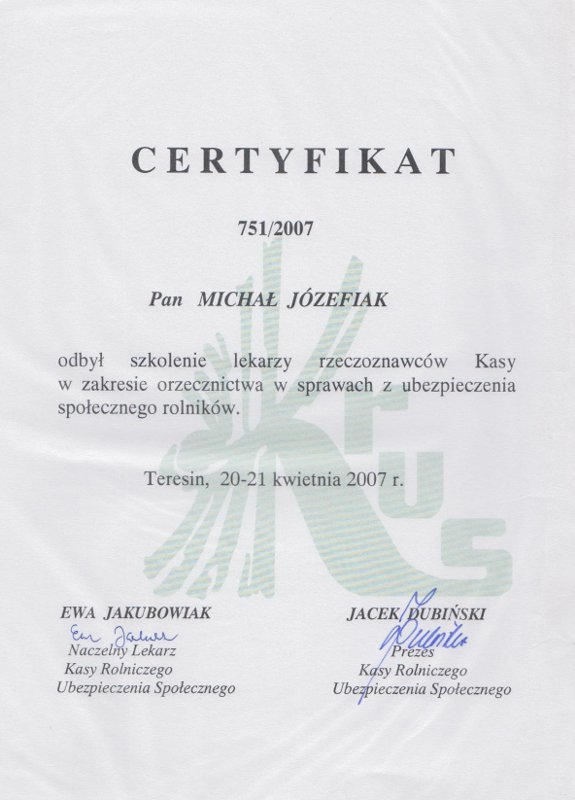 CERTYFIKAT
751/2007
Pan MICHAŁ JÓZEFIAK
odbył szkolenie lekarzy rzeczoznawców Kasy
w zakresie orzecznictwa w sprawach z ubezpieczenia
społecznego rolników.
Krus
Teresin, 20-21 kwietnia 2007 r.
EWA JAKUBOWIAK
Naczelny Lekarz
Kasy Rolniczego
Ubezpieczenia Społecznego
JACEK DUBIŃSKI
Prezes
Kasy Rolniczego
Ubezpieczenia Społecznego